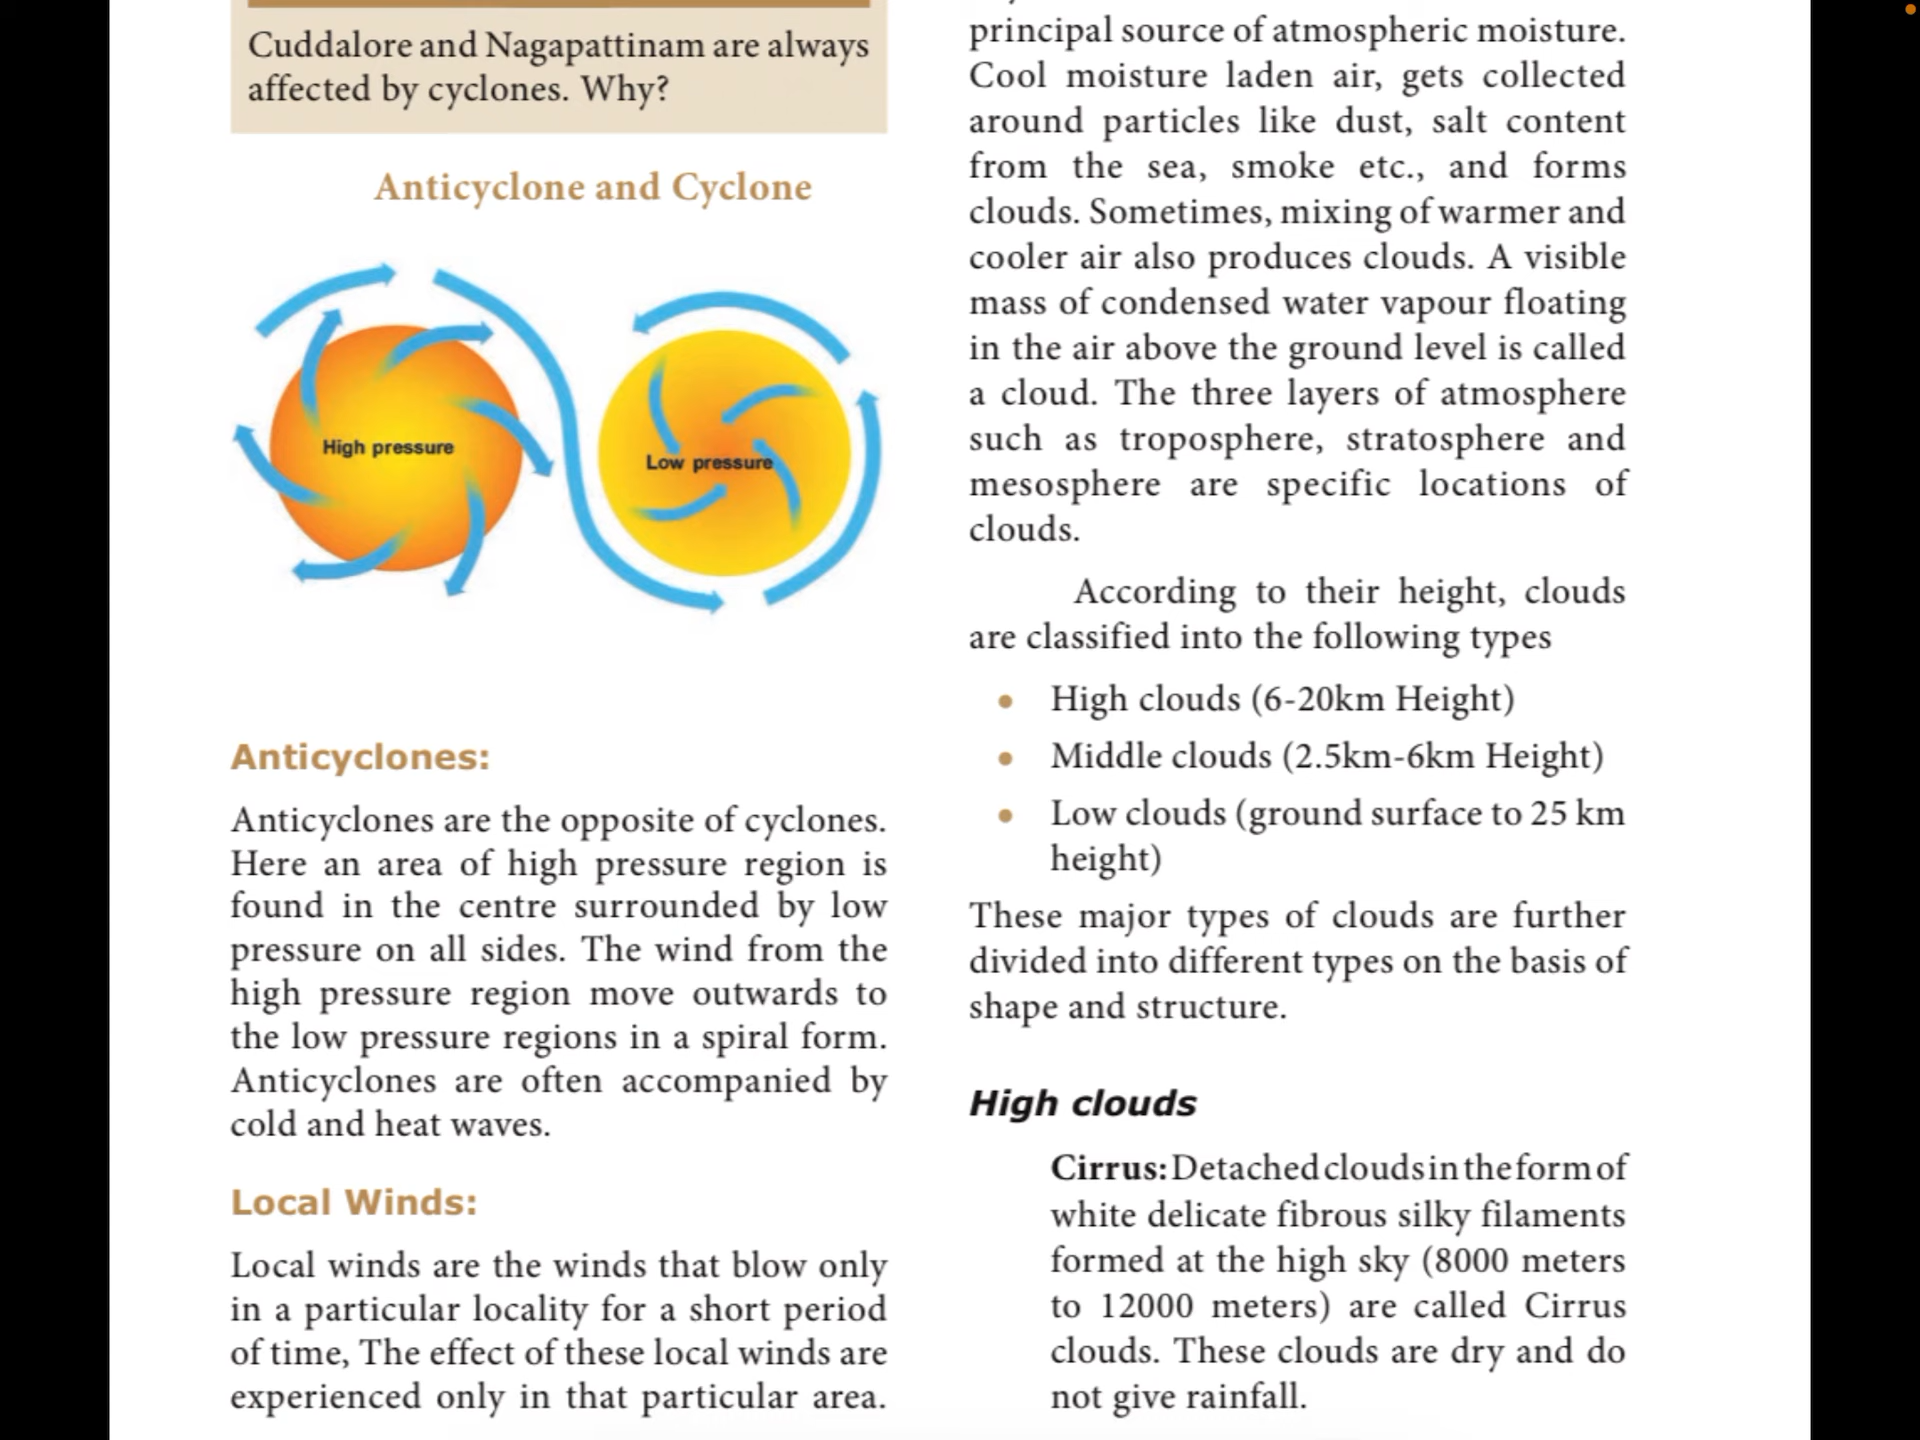 Cuddalore and Nagapattinam are always
affected by cyclones. Why?
Anticyclone and Cyclone
High pressure
Low pressure
Anticyclones:
Anticyclones are the opposite of cyclones.
Here an area of high pressure region is
found in the centre surrounded by low
pressure on all sides. The wind from the
high pressure region move outwards to
the low pressure regions in a spiral form.
Anticyclones are often accompanied by
cold and heat waves.
Local Winds:
Local winds are the winds that blow only
in a particular locality for a short period
of time, The effect of these local winds are
experienced only in that particular area.
principal source of atmospheric moisture.
Cool moisture laden air, gets collected
around particles like dust, salt content
from the sea, smoke etc., and forms
clouds. Sometimes, mixing of warmer and
cooler air also produces clouds. A visible
mass of condensed water vapour floating
in the air above the ground level is called
a cloud. The three layers of atmosphere
such as troposphere, stratosphere and
mesosphere are specific locations of
clouds.
According to their height, clouds
are classified into the following types
• High clouds (6-20km Height)
• Middle clouds (2.5km-6km Height)
• Low clouds (ground surface to 25 km
height)
These major types of clouds are further
divided into different types on the basis of
shape and structure.
High clouds
Cirrus: Detached clouds in the form of
white delicate fibrous silky filaments
formed at the high sky (8000 meters
to 12000 meters) are called Cirrus
clouds. These clouds are dry and do
not give rainfall.